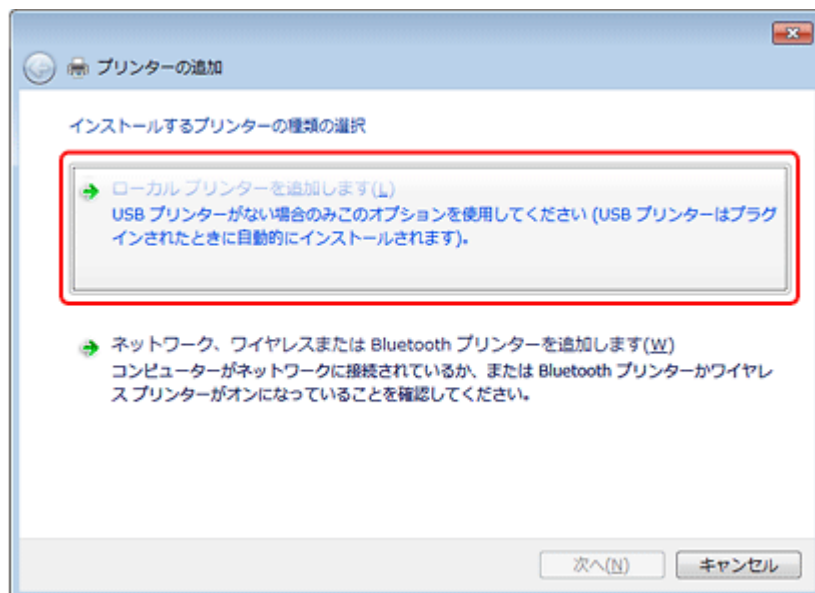 プリンターの追加
インストールするプリンターの種類の選択
ローカル プリンターを追加します(L)
USB プリンターがない場合のみこのオプションを使用してください (USB プリンターはプラグ
インされたときに自動的にインストールされます)。
ネットワーク、ワイヤレスまたは Bluetooth プリンターを追加します(W)
コンピューターがネットワークに接続されているか、または Bluetooth プリンターかワイヤレ
ス プリンターがオンになっていることを確認してください。
次へ(N)
キャンセル